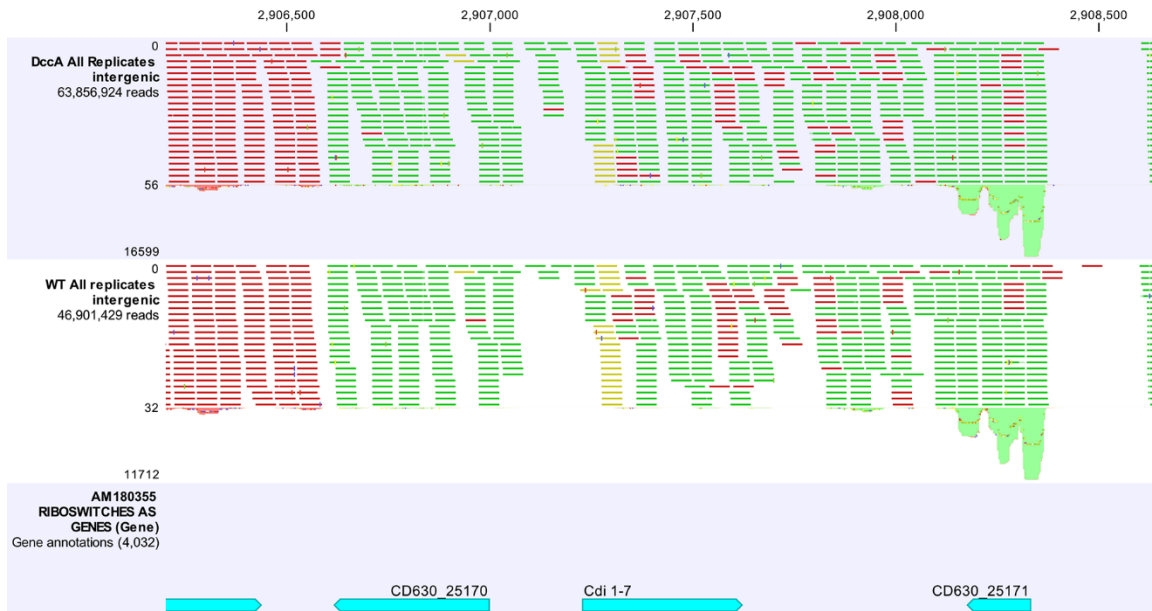 2,906,500 2,907,000 2,907,500 2,908,000 2,908,500
0
DccA All Replicates
intergenic
63,856,924 reads
56
16599
0
WT All replicates
intergenic
46,901,429 reads
32
11712
AM180355
RIBOSWITCHES AS
GENES (Gene)
Gene annotations (4,032)
CD630_25170 Cdi 1-7 CD630_25171